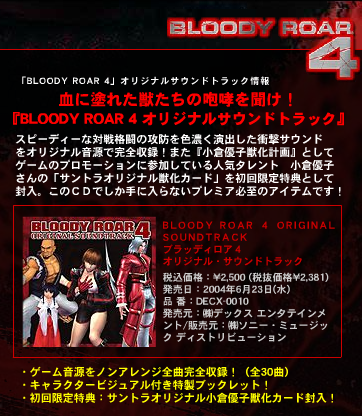 BLOODY ROAR
4
「BLOODY ROAR 4」オリジナルサウンドトラック情報
血に塗れた獣たちの咆哮を聞け！
『BLOODY ROAR 4 オリジナルサウンドトラック』
スピーディーな対戦格闘の攻防を色濃く演出した衝撃サウンド
をオリジナル音源で完全収録！また『小倉優子獣化計画』として
ゲームのプロモーションに参加している人気タレント　小倉優子
さんの「サントラオリジナル獣化カード」を初回限定特典として
封入。このＣＤでしか手に入らないプレミア必至のアイテムです！
BLOODY ROAR
ORIGINAL SOUNDTRACK
4
BLOODY ROAR 4 ORIGINAL
SOUNDTRACK
ブラッディロア４
オリジナル・サウンドトラック
税込価格：¥2,500 (税抜価格¥2,381)
発売日：2004年6月23日(水)
品 番：DECX-0010
発売元：㈱デックス エンタテインメ
ント/販売元：㈱ソニー・ミュージッ
ク ディストリビューション
・ゲーム音源をノンアレンジ全曲完全収録！（全30曲）
・キャラクタービジュアル付き特製ブックレット！
・初回限定特典：サントラオリジナル小倉優子獣化カード封入！